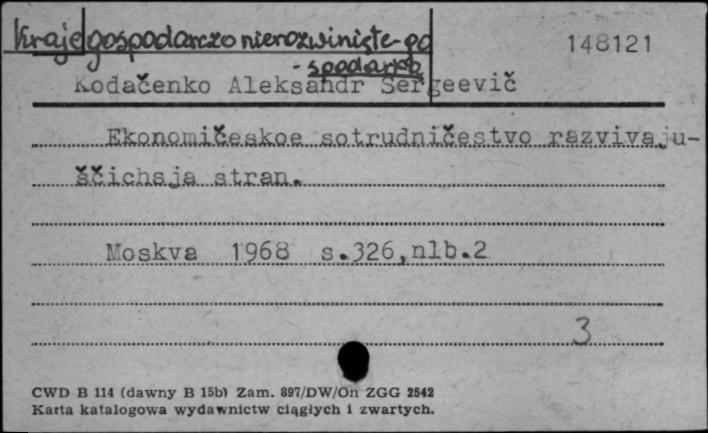 Kraje gospodarczo nierozwinięte-go
148121
-spodarka
Kodačenko Aleksandr Sergeevič
Ekonomičeskoe sotrudničestvo razvivaju-
ščichsja stran.
Moskva 1968 s.326,nlb.2
3
CWD B 114 (dawny B 15b) Zam. 897/DW/On ZGG 2542
Karta katalogowa wydawnictw ciągłych i zwartych.